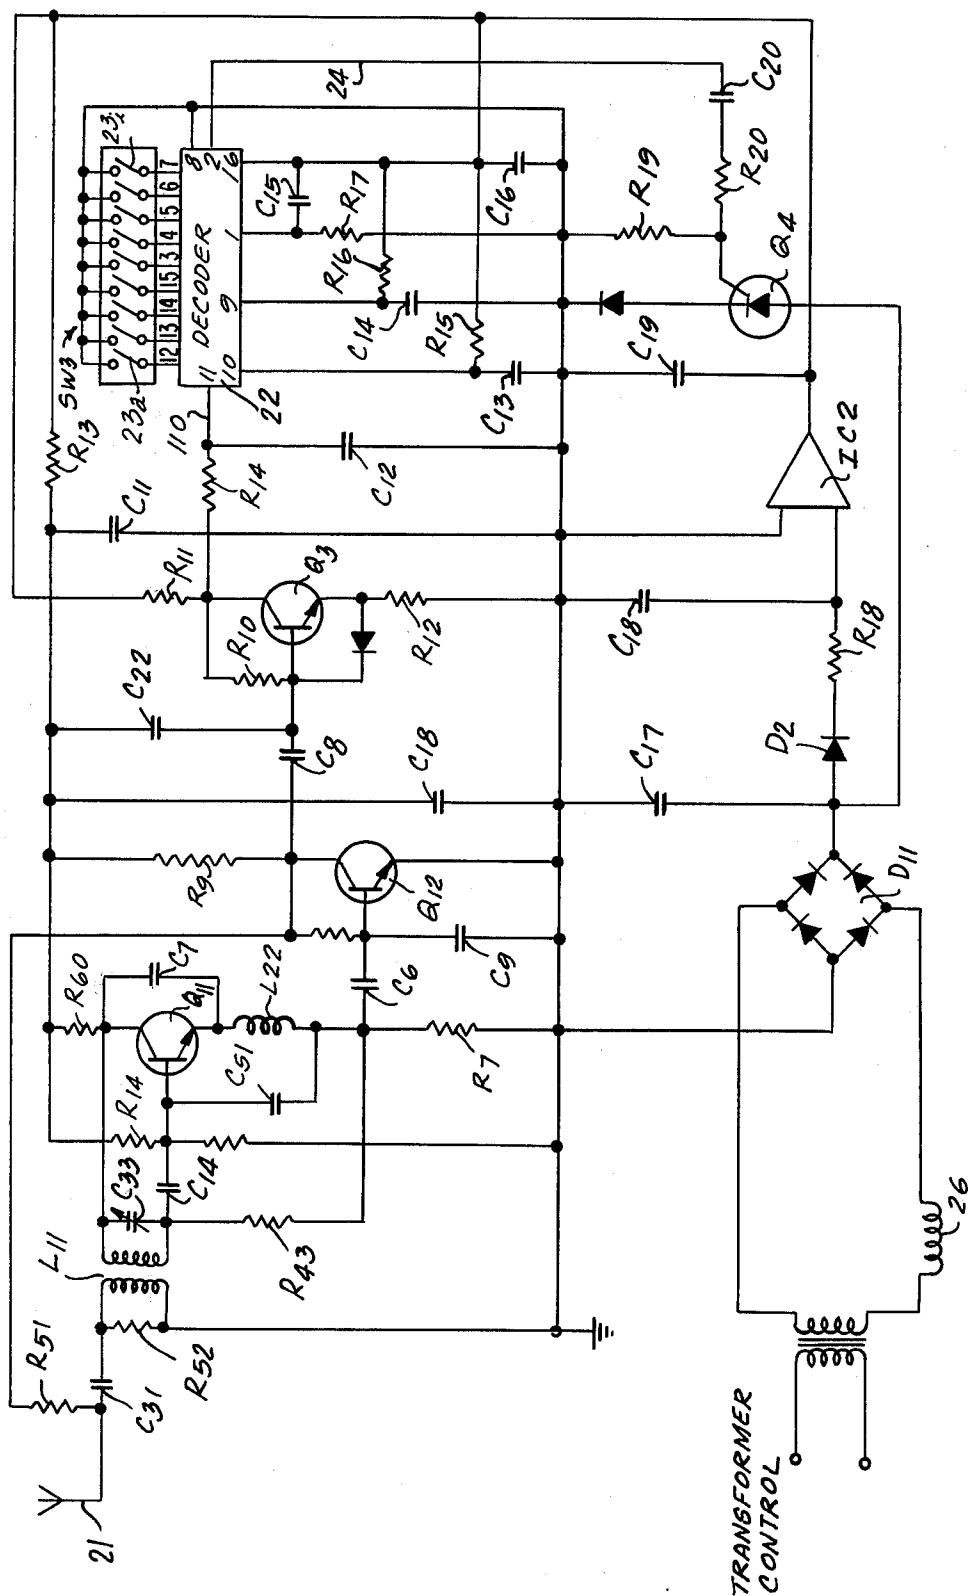 21
R51
C31
R52
L11
C33
C14
R14
R43
R60
C7
Q11
L22
C51
C6
R7
C9
R9
Q12
C18
C8
C22
R10
R11
Q3
R12
C11
R13
R14
C12
110
SW3
23a
23i
12
13
14
15
3
4
5
6
7
DECODER
11
10
9
1
16
2
8
22
24
C15
R17
R16
C14
R15
C13
C16
C20
R20
R19
Q4
C19
IC2
C18
R18
D2
C17
D11
26
TRANSFORMER
CONTROL